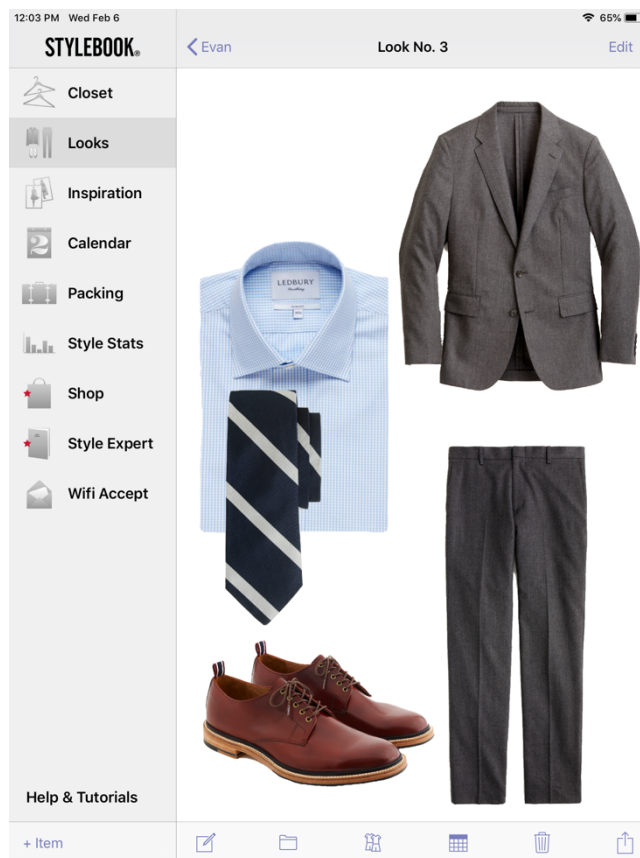 12:03 PM Wed Feb 6
65%
STYLEBOOK®
Evan
Look No. 3
Edit
Closet
Looks
Inspiration
2
Calendar
Packing
Style Stats
Shop
Style Expert
Wifi Accept
LEDBURY
Help & Tutorials
+ Item